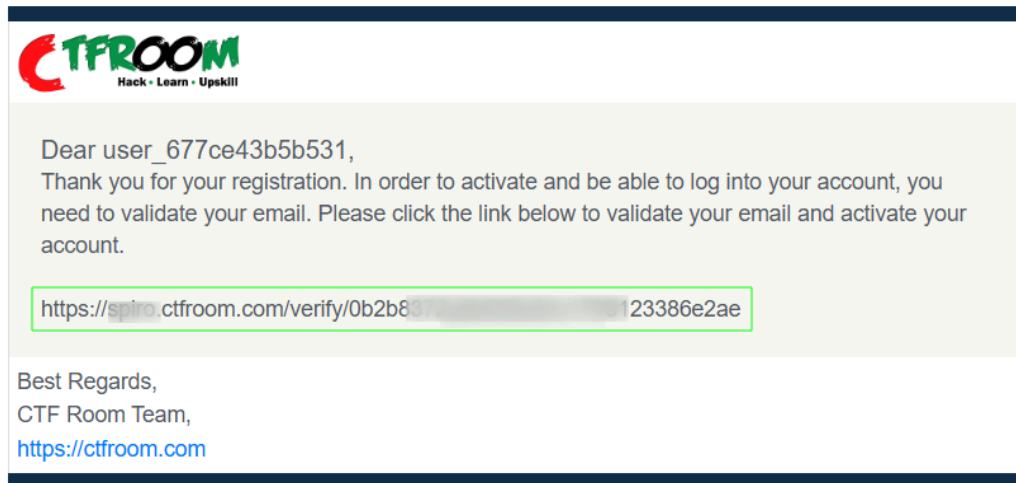 CTFROOM
Hack • Learn • Upskill
Dear user_677ce43b5b531,
Thank you for your registration. In order to activate and be able to log into your account, you
need to validate your email. Please click the link below to validate your email and activate your
account.
https:// .ctfroom.com/verify/0b2b8 123386e2ae
Best Regards,
CTF Room Team,
https://ctfroom.com